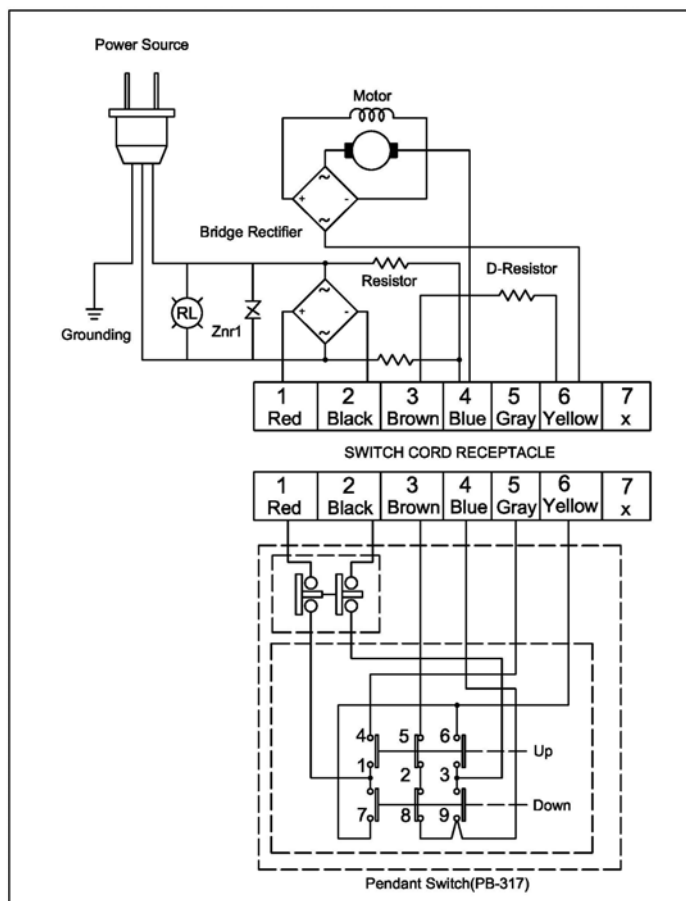 Power Source
Motor
Bridge Rectifier
Resistor
D-Resistor
RL
Znr1
Grounding
+ ~ ~ -
+ ~ ~ -
1 2 3 4 5 6 7
Red Black Brown Blue Gray Yellow x
SWITCH CORD RECEPTACLE
1 2 3 4 5 6 7
Red Black Brown Blue Gray Yellow x
4 5 6
Up
1 2 3
Down
7 8 9
Pendant Switch(PB-317)